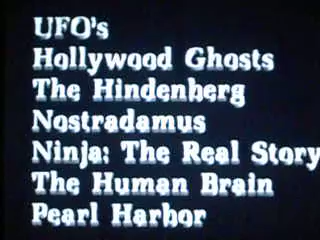 UFO's
Hollywood Ghosts
The Hindenberg
Nostradamus
Ninja: The Real Story
The Human Brain
Pearl Harbor